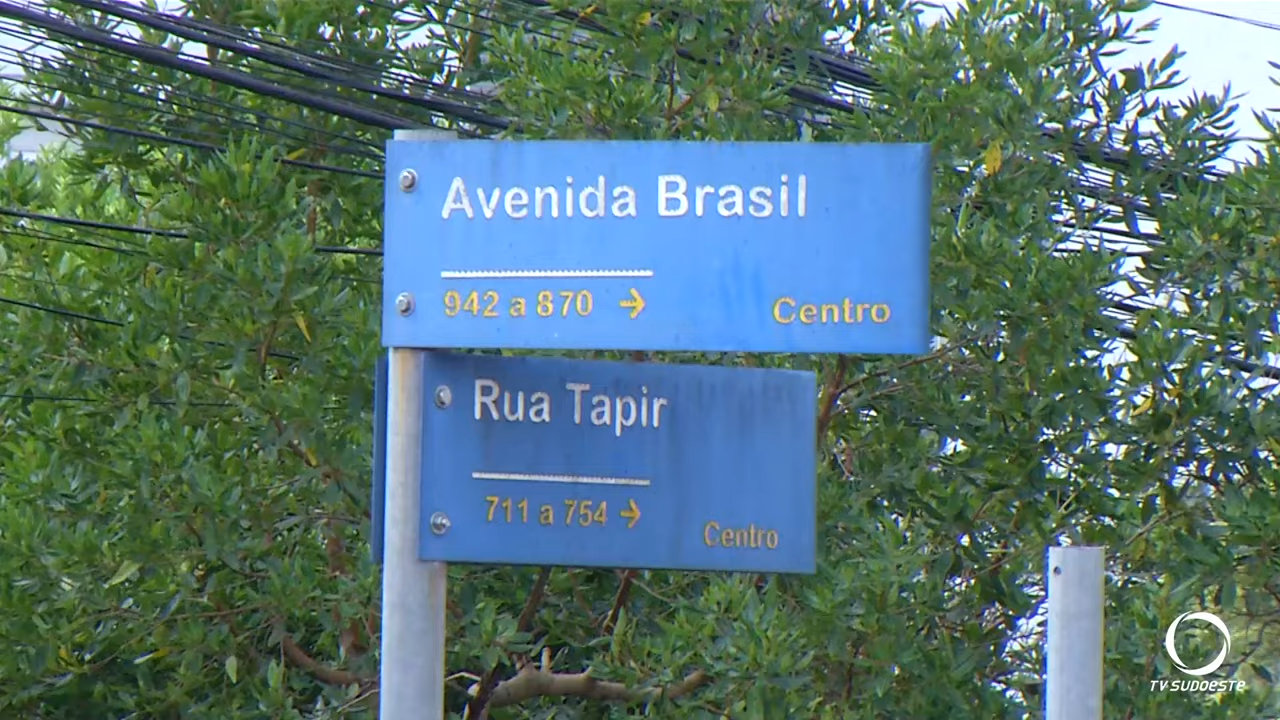 Avenida Brasil
942 a 870 →
Centro
Rua Tapir
711 a 754 →
Centro
TV SUDOESTE